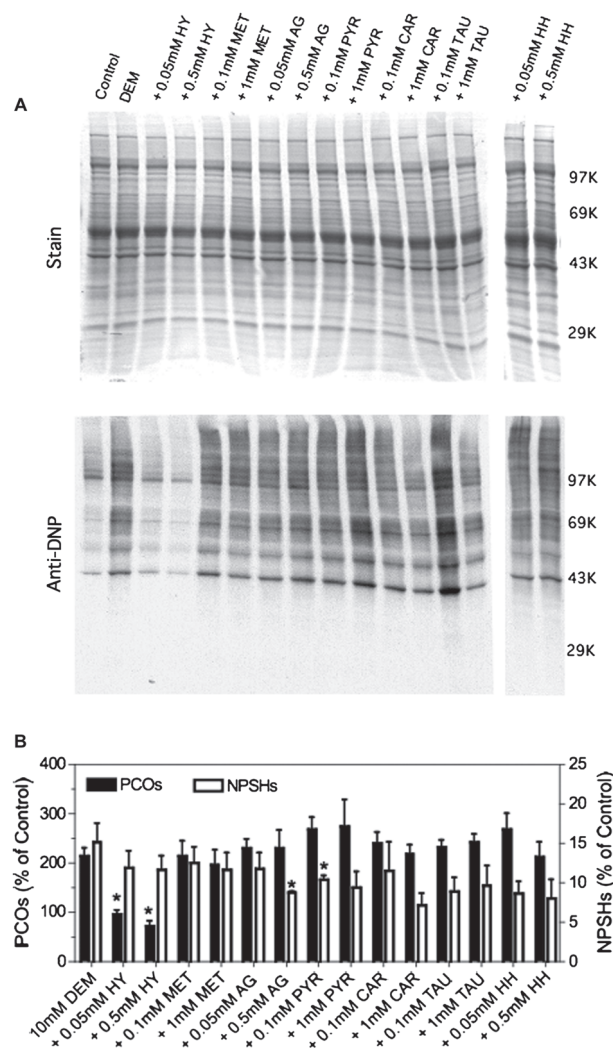 Control
DEM
+ 0.05mM HY
+ 0.5mM HY
+ 0.1mM MET
+ 1mM MET
+ 0.05mM AG
+ 0.5mM AG
+ 0.1mM PYR
+ 1mM PYR
+ 0.1mM CAR
+ 1mM CAR
+ 0.1mM TAU
+ 1mM TAU
+ 0.05mM HH
+ 0.5mM HH
A
Stain
97K
69K
43K
29K
Anti-DNP
97K
69K
43K
29K
B
PCOs (% of Control)
400
300
200
100
0
PCOs
NPSHs
NPSHs (% of Control)
25
20
15
10
5
0
*
*
*
*
10mM DEM
+ 0.05mM HY
+ 0.5mM HY
+ 0.1mM MET
+ 1mM MET
+ 0.05mM AG
+ 0.5mM AG
+ 0.1mM PYR
+ 1mM PYR
+ 0.1mM CAR
+ 1mM CAR
+ 0.1mM TAU
+ 1mM TAU
+ 0.05mM HH
+ 0.5mM HH